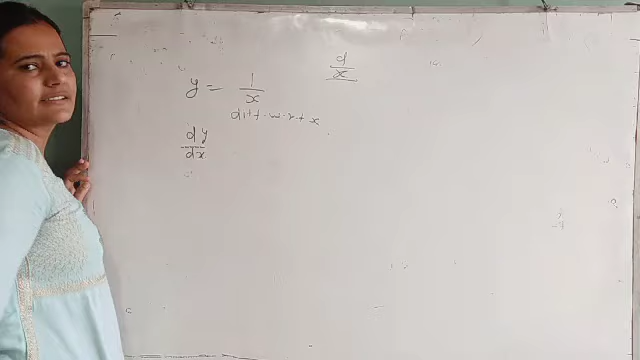 d
x
y = 1/x
diff. w.r.t x
dy
dx